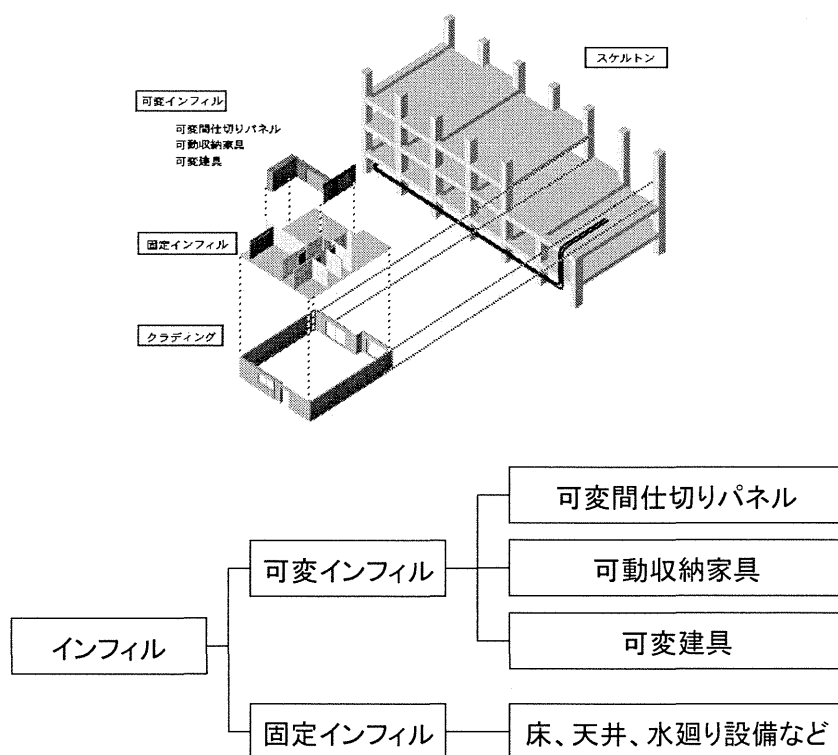 スケルトン
可変インフィル
可変間仕切りパネル
可動収納家具
可変建具
固定インフィル
クラディング
インフィル
可変インフィル
可変間仕切りパネル
可動収納家具
可変建具
固定インフィル
床、天井、水廻り設備など